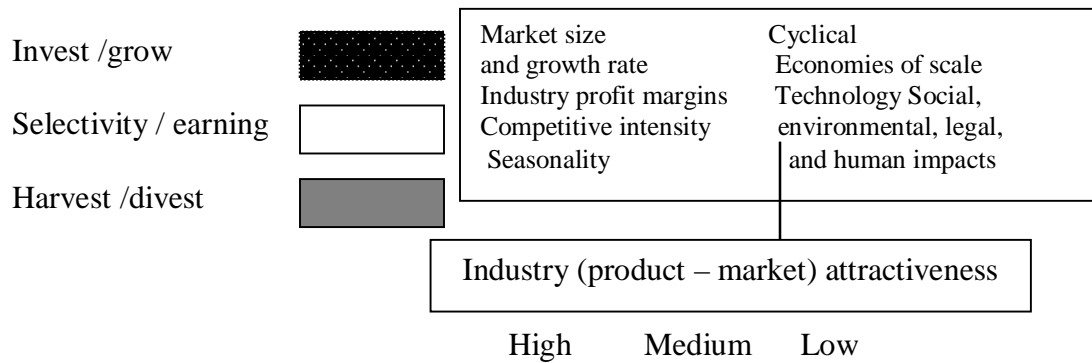 Invest /grow
Selectivity / earning
Harvest /divest
Market size
and growth rate
Industry profit margins
Competitive intensity
Seasonality
Cyclical
Economies of scale
Technology Social,
environmental, legal,
and human impacts
Industry (product – market) attractiveness
High Medium Low